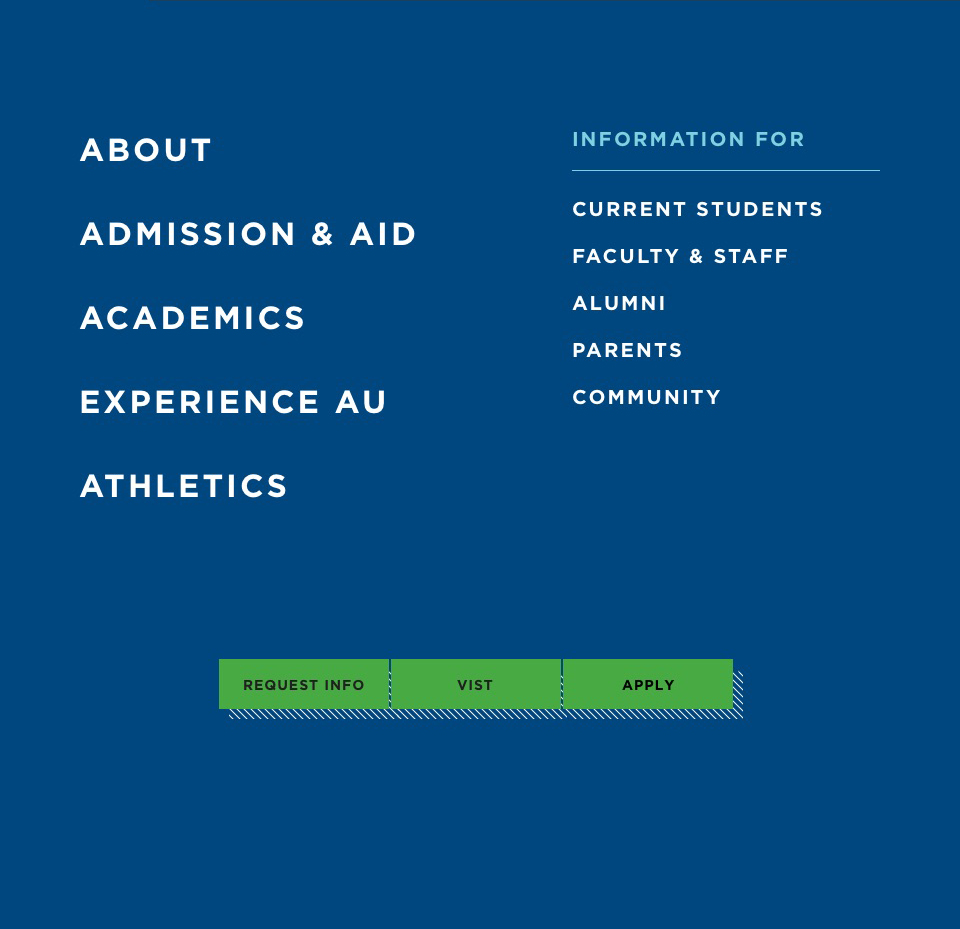 ABOUT
ADMISSION & AID
ACADEMICS
EXPERIENCE AU
ATHLETICS
INFORMATION FOR
CURRENT STUDENTS
FACULTY & STAFF
ALUMNI
PARENTS
COMMUNITY
REQUEST INFO
VIST
APPLY